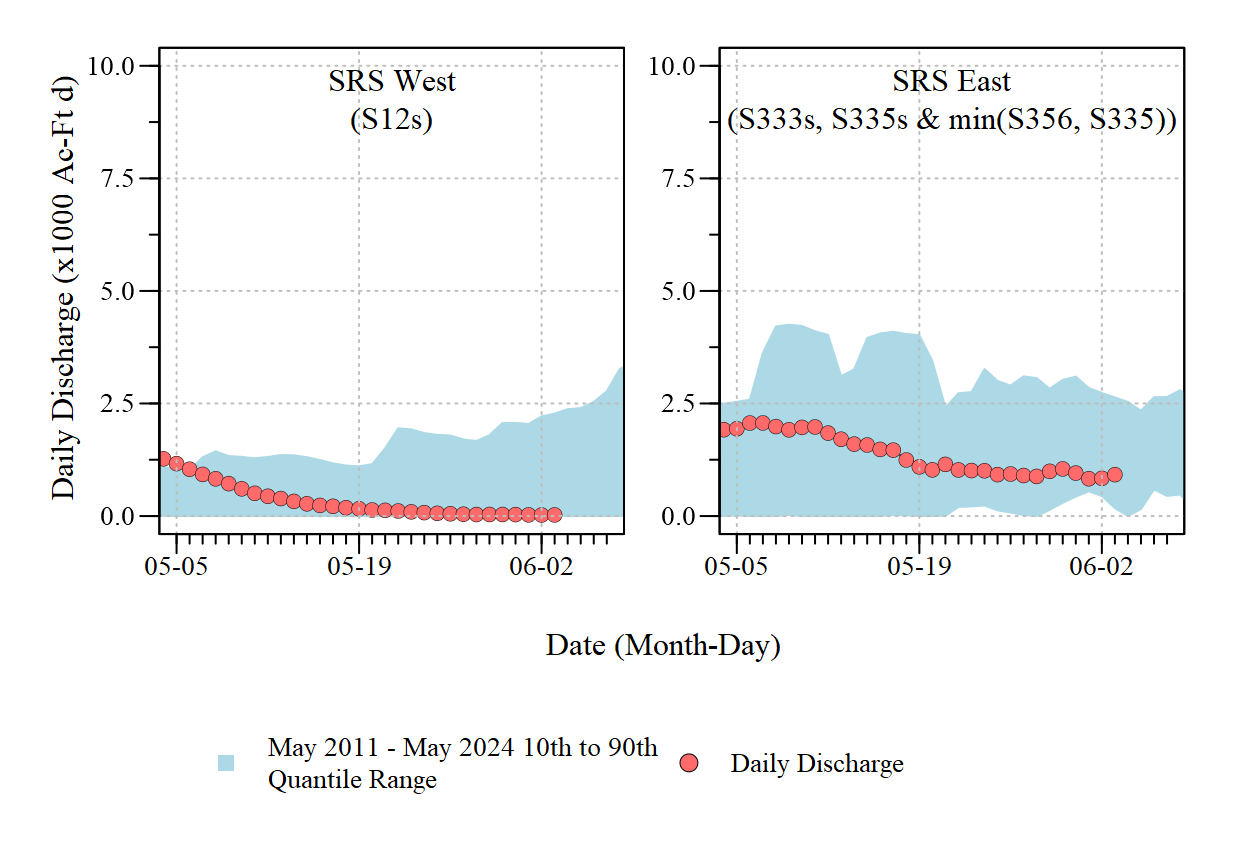 SRS West
(S12s)
SRS East
(S333s, S335s & min(S356, S335))
Daily Discharge (x1000 Ac-Ft d)
10.0
7.5
5.0
2.5
0.0
10.0
7.5
5.0
2.5
0.0
05-05 05-19 06-02
05-05 05-19 06-02
Date (Month-Day)
May 2011 - May 2024 10th to 90th
Quantile Range
Daily Discharge